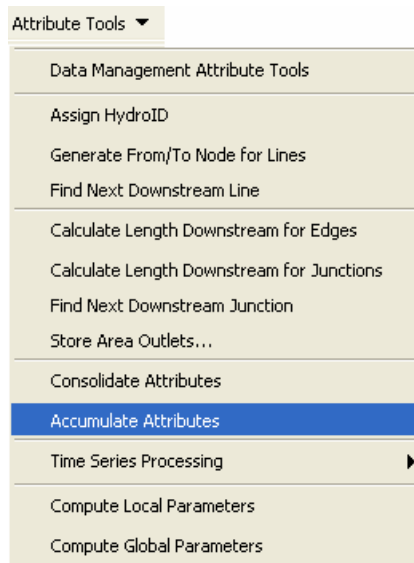 Attribute Tools
Data Management Attribute Tools
Assign HydroID
Generate From/To Node for Lines
Find Next Downstream Line
Calculate Length Downstream for Edges
Calculate Length Downstream for Junctions
Find Next Downstream Junction
Store Area Outlets...
Consolidate Attributes
Accumulate Attributes
Time Series Processing
Compute Local Parameters
Compute Global Parameters